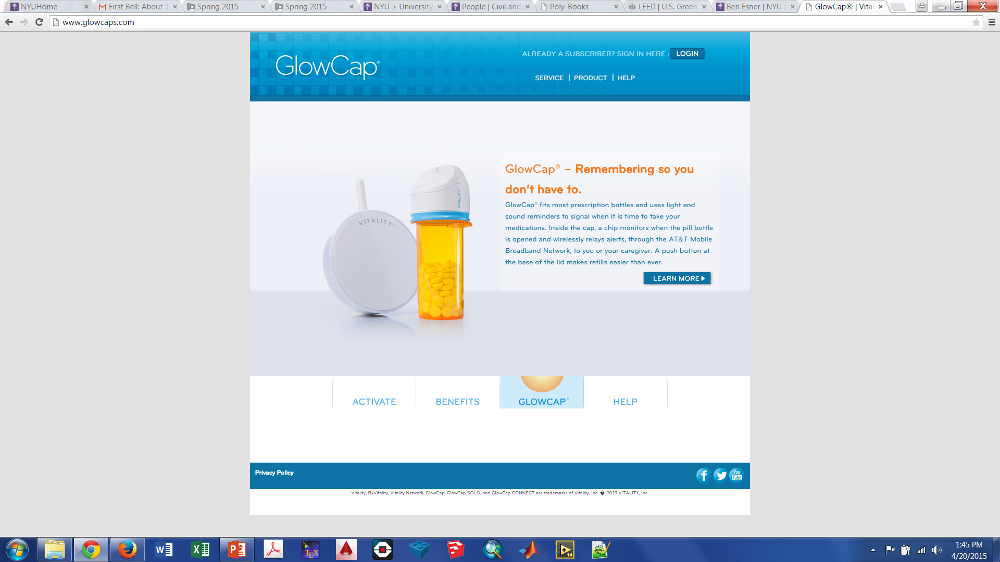 NYUHome
First Bell: About 1
Spring 2015
Spring 2015
NYU > University
People | Civil and
Poly-Books
LEED | U.S. Green
Ben Esner | NYU
GlowCap® | Vital
www.glowcaps.com
GlowCap®
ALREADY A SUBSCRIBER? SIGN IN HERE : LOGIN
SERVICE | PRODUCT | HELP
GlowCap® – Remembering so you
don't have to.
GlowCap® fits most prescription bottles and uses light and
sound reminders to signal when it is time to take your
medications. Inside the cap, a chip monitors when the pill bottle
is opened and wirelessly relays alerts, through the AT&T Mobile
Broadband Network, to you or your caregiver. A push button at
the base of the lid makes refills easier than ever.
LEARN MORE
VITALITY™
VITALITY™
ACTIVATE
BENEFITS
GLOWCAP®
HELP
Privacy Policy
You
Tube
Vitality, RxVitality, Vitality Network, GlowCap, GlowCap SOLO, and GlowCap CONNECT are trademarks of Vitality, Inc. � 2013 VITALITY, Inc.
TEX
14
1:45 PM
4/20/2015